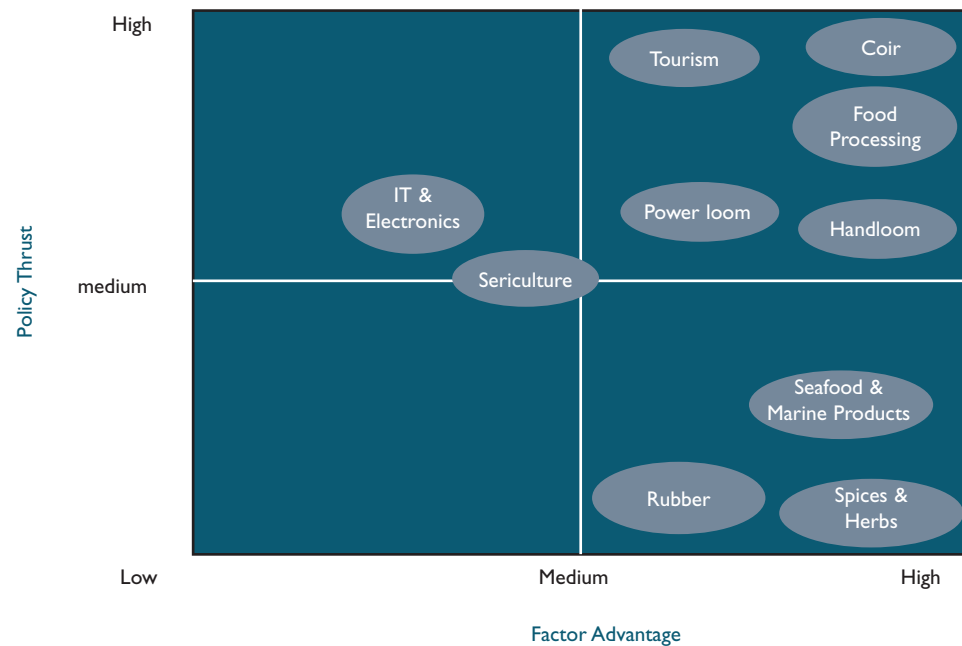 High
Tourism
Coir
Food
Processing
IT &
Electronics
Power loom
Handloom
Policy Thrust
medium
Sericulture
Seafood &
Marine Products
Rubber
Spices &
Herbs
Low
Medium
High
Factor Advantage